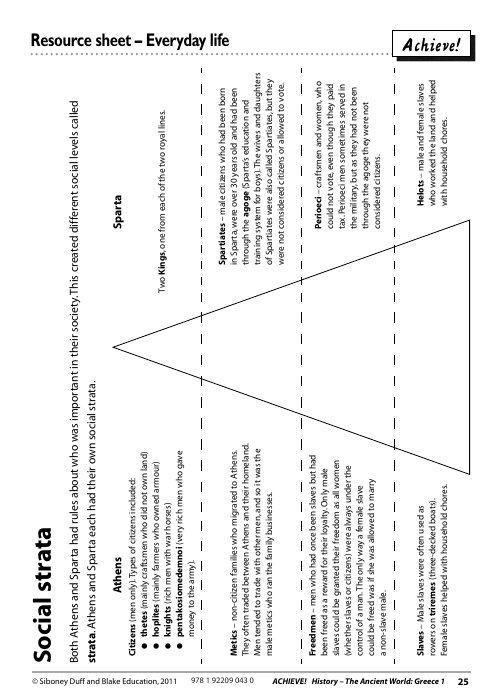 Resource sheet – Everyday life
Achieve!
Social strata
Both Athens and Sparta had rules about who was important in their society. This created different social levels called
strata. Athens and Sparta each had their own social strata.
Athens
Citizens (men only). Types of citizens included:
● thetes (mainly craftsmen who did not own land)
● hoplites (mainly farmers who owned armour)
● knights (rich men with war horses)
● pentakosiomedemnoi (very rich men who gave
money to the army).
Metics – non-citizen families who migrated to Athens.
They often traded between Athens and their homeland.
Men tended to trade with other men, and so it was the
male metics who ran the family businesses.
Freedmen – men who had once been slaves but had
been freed as a reward for their loyalty. Only male
slaves could be granted their freedom as all women
(whether slaves or citizens) were always under the
control of a man. The only way a female slave
could be freed was if she was allowed to marry
a non-slave male.
Slaves – Male slaves were often used as
rowers on triremes (three-decked boats).
Female slaves helped with household chores.
Sparta
Two Kings, one from each of the two royal lines.
Spartiates – male citizens who had been born
in Sparta, were over 30 years old and had been
through the agoge (Sparta's education and
training system for boys). The wives and daughters
of Spartiates were also called Spartiates, but they
were not considered citizens or allowed to vote.
Perioeci – craftsmen and women, who
could not vote, even though they paid
tax. Perioeci men sometimes served in
the military, but as they had not been
through the agoge they were not
considered citizens.
Helots – male and female slaves
who worked the land and helped
with household chores.
© Siboney Duff and Blake Education, 2011 978 1 92209 043 0 ACHIEVE! History – The Ancient World: Greece 1 25